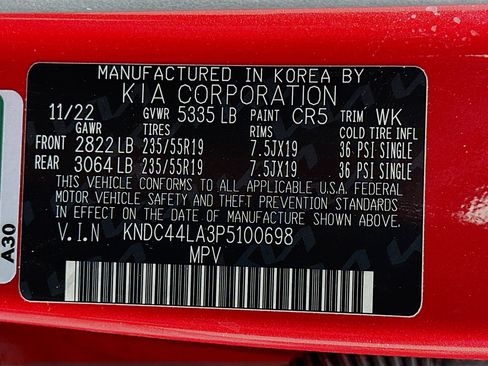 MANUFACTURED IN KOREA BY
KIA CORPORATION
11/22 GVWR 5335 LB PAINT CR5 TRIM WK
GAWR TIRES RIMS COLD TIRE INFL
FRONT 2822 LB 235/55R19 7.5JX19 36 PSI SINGLE
REAR 3064 LB 235/55R19 7.5JX19 36 PSI SINGLE
THIS VEHICLE CONFORMS TO ALL APPLICABLE U.S.A. FEDERAL
MOTOR VEHICLE SAFETY AND THEFT PREVENTION STANDARDS
IN EFFECT ON THE DATE OF MANUFACTURE SHOWN ABOVE.
V.I.N KNDC44LA3P5100698
MPV
A30